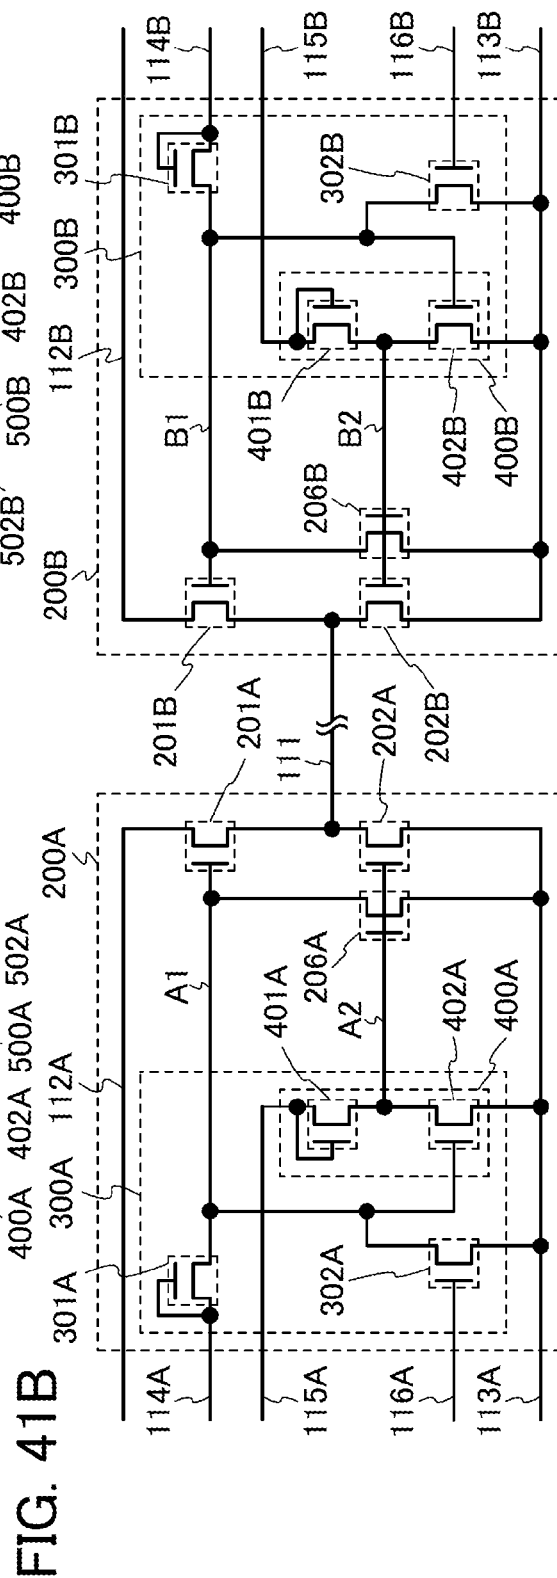 FIG. 41B
400A 402A 500A 502A 502B 500B 402B 400B
301A 300A 112A 200A 200B 112B 300B 301B
114A A1 201B B1 114B
201A
401A 111 401B
115A 206A 206B 115B
302A 302B
A2 202A B2
116A 116B
202B
402A 402B
113A 400A 400B 113B